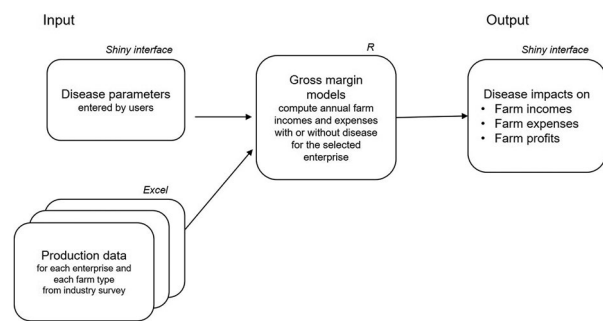 Input
Output
Shiny interface
Disease parameters
entered by users
R
Gross margin
models
compute annual farm
incomes and expenses
with or without disease
for the selected
enterprise
Shiny interface
Disease impacts on
• Farm incomes
• Farm expenses
• Farm profits
Excel
Production data
for each enterprise and
each farm type
from industry survey